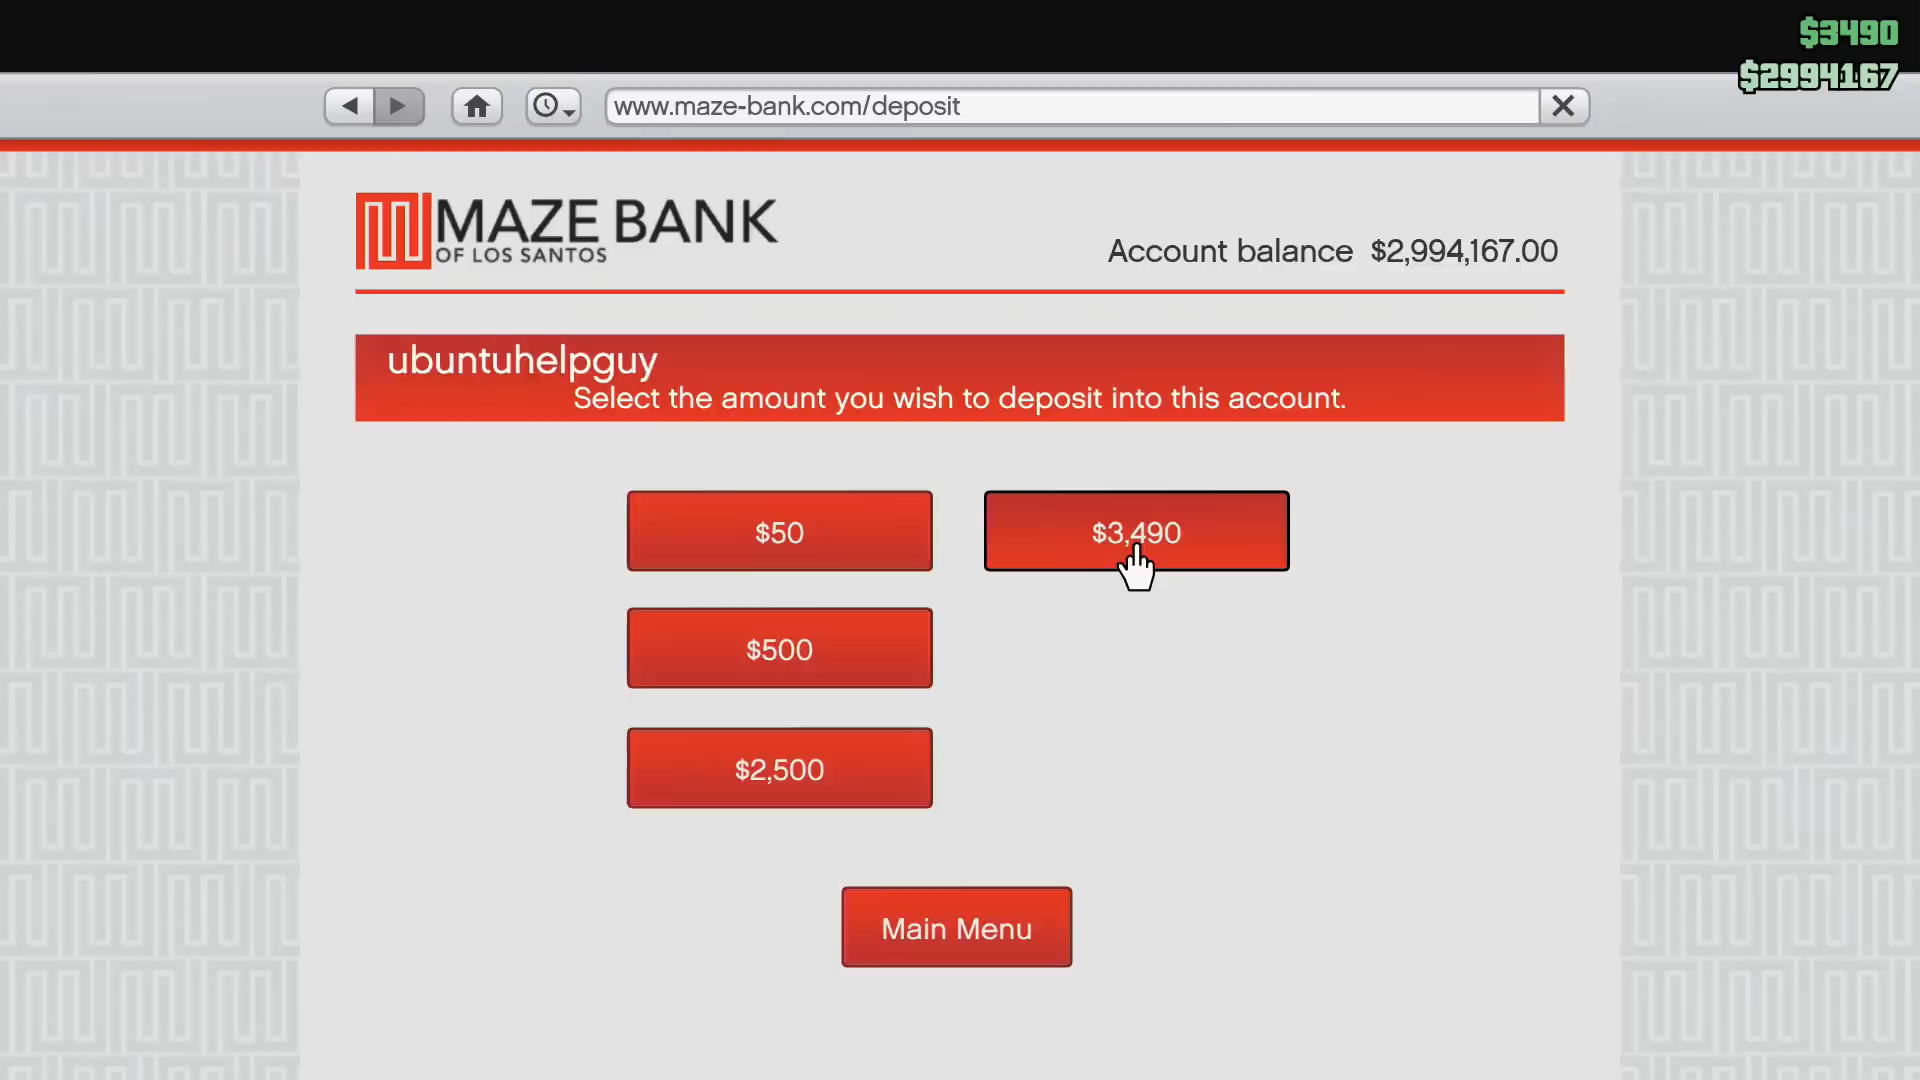 $3490
$2994167
www.maze-bank.com/deposit
MAZE BANK
OF LOS SANTOS
Account balance $2,994,167.00
ubuntuhelpguy
Select the amount you wish to deposit into this account.
$50
$3,490
$500
$2,500
Main Menu